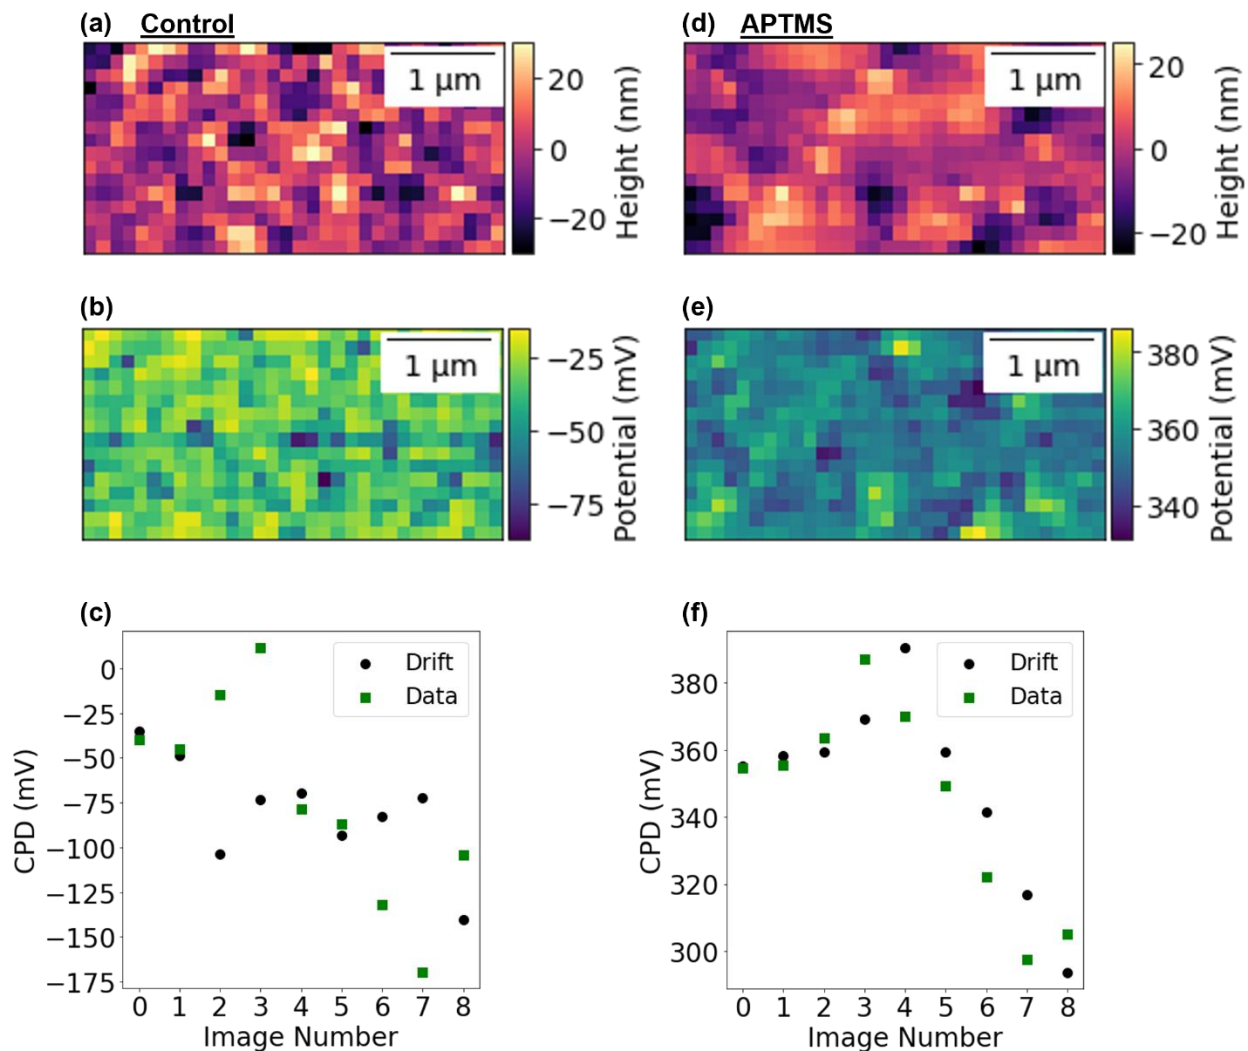 (a) Control
1 μm
20
0
−20
Height (nm)
(d) APTMS
1 μm
20
0
−20
Height (nm)
(b)
1 μm
−25
−50
−75
Potential (mV)
(e)
1 μm
380
360
340
Potential (mV)
(c)
Drift
Data
0
−25
−50
−75
−100
−125
−150
−175
CPD (mV)
0 1 2 3 4 5 6 7 8
Image Number
(f)
Drift
Data
380
360
340
320
300
CPD (mV)
0 1 2 3 4 5 6 7 8
Image Number